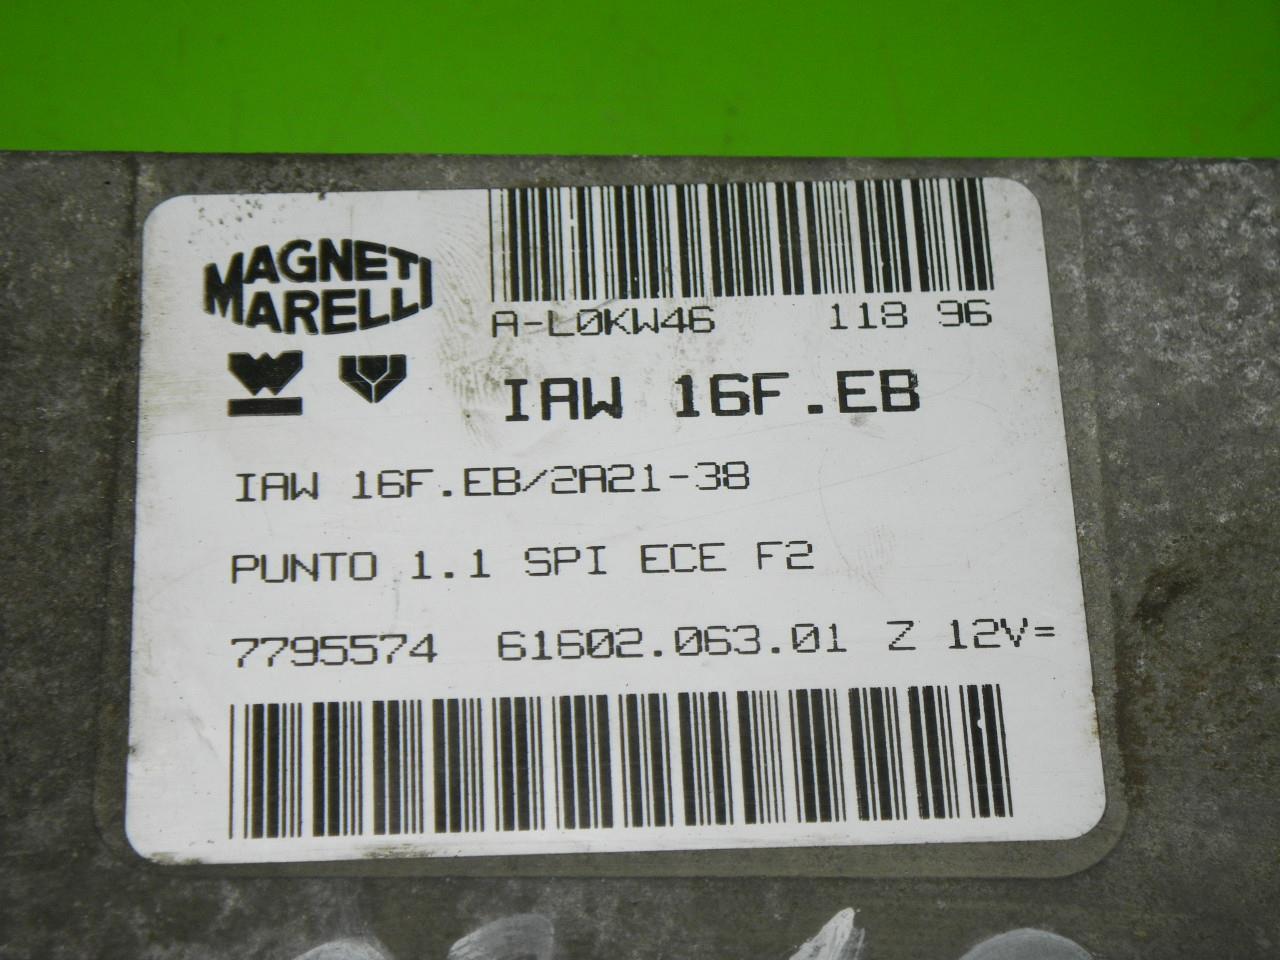 MAGNETI
MARELLI
A-L0KW46 118 96
IAW 16F.EB
IAW 16F.EB/2A21-38
PUNTO 1.1 SPI ECE F2
7795574 61602.063.01 Z 12V=